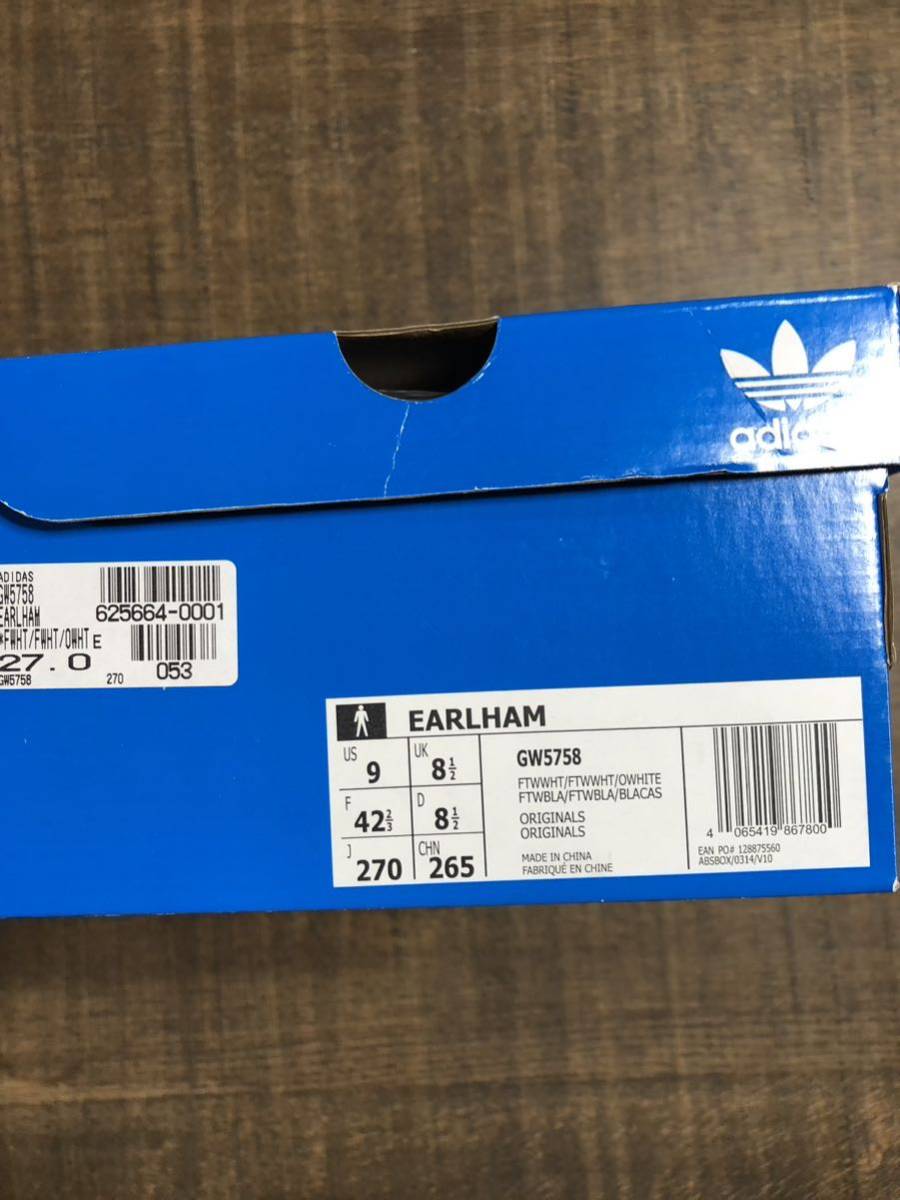 adidas
ADIDAS
GW5758
EARLHAM
*FWHT/FWHT/OWHT E
27.0
GW5758 270
625664-0001
053
EARLHAM
US 9
UK 8½
F 42⅔
D 8½
J 270
CHN 265
GW5758
FTWWHT/FTWWHT/OWHITE
FTWBLA/FTWBLA/BLACAS
ORIGINALS
ORIGINALS
MADE IN CHINA
FABRIQUÉ EN CHINE
4 065419 867800
EAN PO# 128875560
ABSBOX/0314/V10